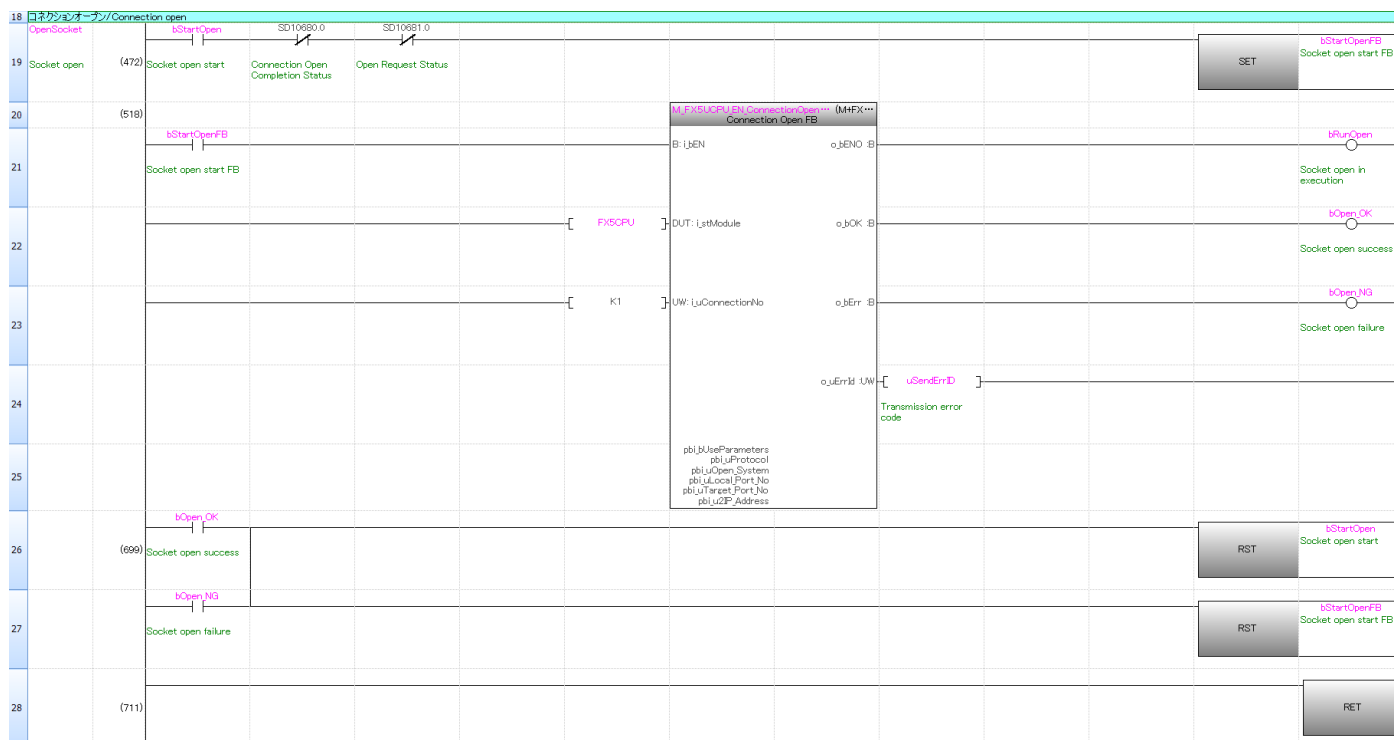 18 コネクションオープン/Connection open
OpenSocket bStartOpen SD10680.0 SD10681.0 bStartOpenFB
19 Socket open (472) Socket open start Connection Open Completion Status Open Request Status SET Socket open start FB
20 (518) M_FX5UCPU_EN_ConnectionOpen… (M+FX…
Connection Open FB
bStartOpenFB B: i_bEN o_bENO :B bRunOpen
21 Socket open start FB Socket open in execution
FX5CPU DUT: i_stModule o_bOK :B bOpen_OK
22 Socket open success
K1 UW: i_uConnectionNo o_bErr :B bOpen_NG
23 Socket open failure
o_uErrId :UW uSendErrID
24 Transmission error code
25
pbi_bUseParameters
pbi_uProtocol
pbi_uOpen_System
pbi_uLocal_Port_No
pbi_uTarget_Port_No
pbi_u2IP_Address
bOpen_OK bStartOpen
26 (699) Socket open success RST Socket open start
bOpen_NG bStartOpenFB
27 Socket open failure RST Socket open start FB
28 (711) RET